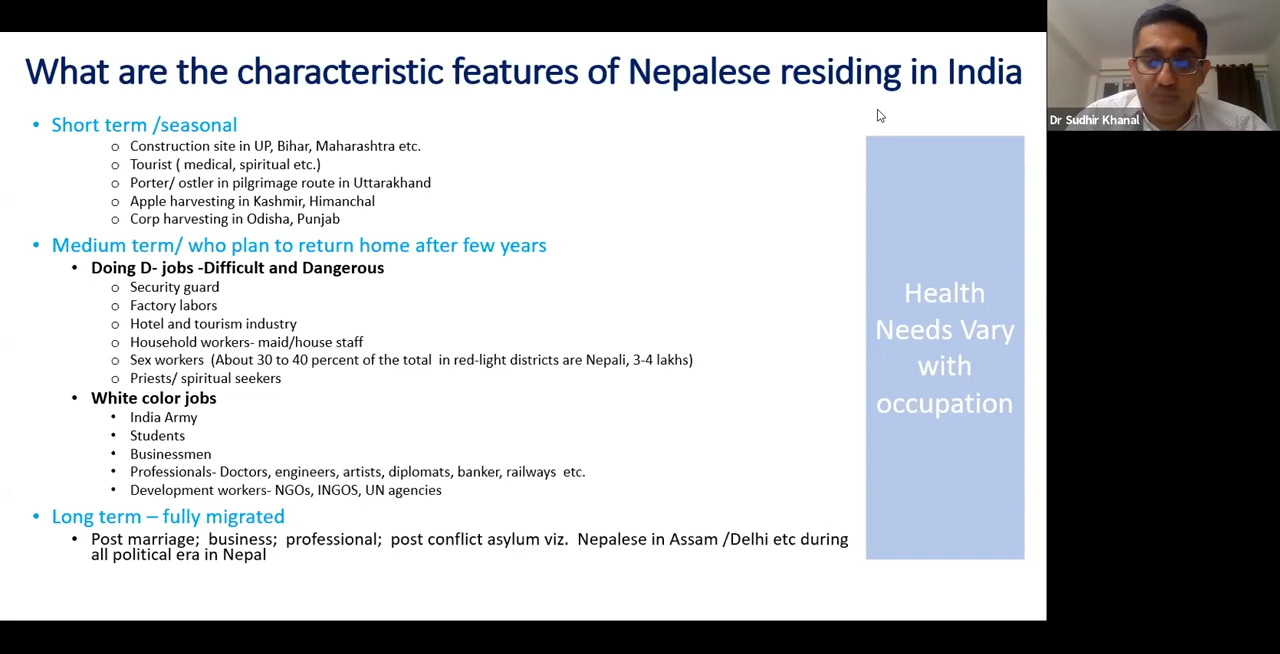 What are the characteristic features of Nepalese residing in India
• Short term /seasonal
o Construction site in UP, Bihar, Maharashtra etc.
o Tourist ( medical, spiritual etc.)
o Porter/ ostler in pilgrimage route in Uttarakhand
o Apple harvesting in Kashmir, Himanchal
o Corp harvesting in Odisha, Punjab
• Medium term/ who plan to return home after few years
• Doing D- jobs -Difficult and Dangerous
o Security guard
o Factory labors
o Hotel and tourism industry
o Household workers- maid/house staff
o Sex workers (About 30 to 40 percent of the total in red-light districts are Nepali, 3-4 lakhs)
o Priests/ spiritual seekers
• White color jobs
• India Army
• Students
• Businessmen
• Professionals- Doctors, engineers, artists, diplomats, banker, railways etc.
• Development workers- NGOs, INGOS, UN agencies
• Long term – fully migrated
• Post marriage; business; professional; post conflict asylum viz. Nepalese in Assam /Delhi etc during
all political era in Nepal
Health
Needs Vary
with
occupation
Dr Sudhir Khanal